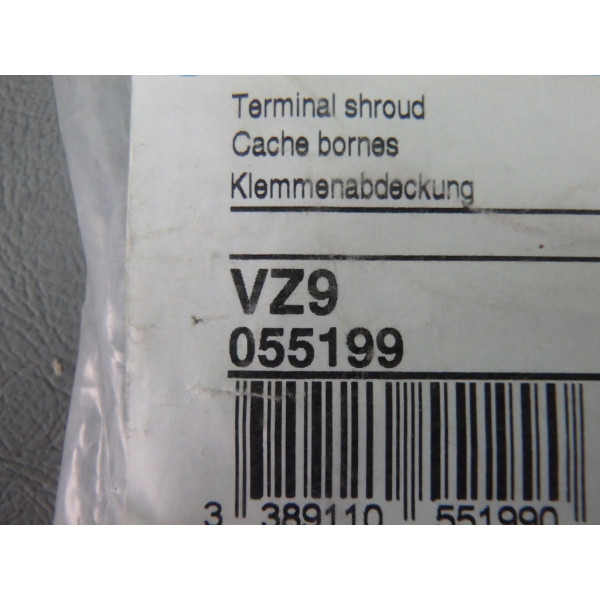 Terminal shroud
Cache bornes
Klemmenabdeckung
VZ9
055199
3 389110 551990